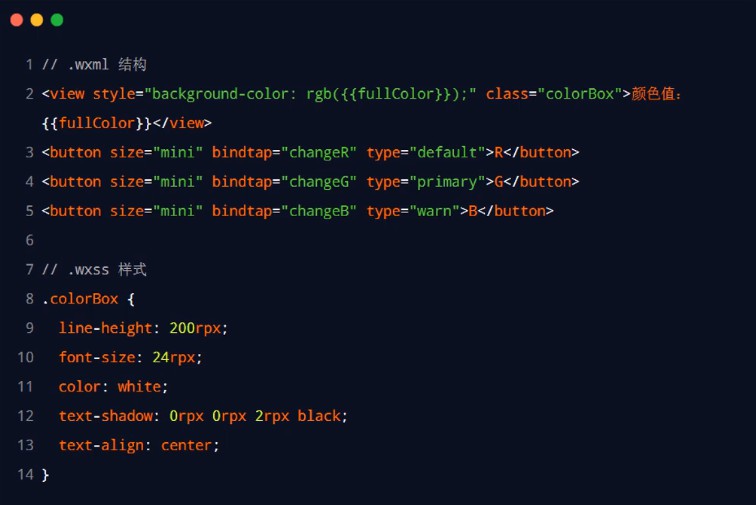 1 // .wxml 结构
2 <view style="background-color: rgb({{fullColor}});" class="colorBox">颜色值：
{{fullColor}}</view>
3 <button size="mini" bindtap="changeR" type="default">R</button>
4 <button size="mini" bindtap="changeG" type="primary">G</button>
5 <button size="mini" bindtap="changeB" type="warn">B</button>
6
7 // .wxss 样式
8 .colorBox {
9   line-height: 200rpx;
10   font-size: 24rpx;
11   color: white;
12   text-shadow: 0rpx 0rpx 2rpx black;
13   text-align: center;
14 }